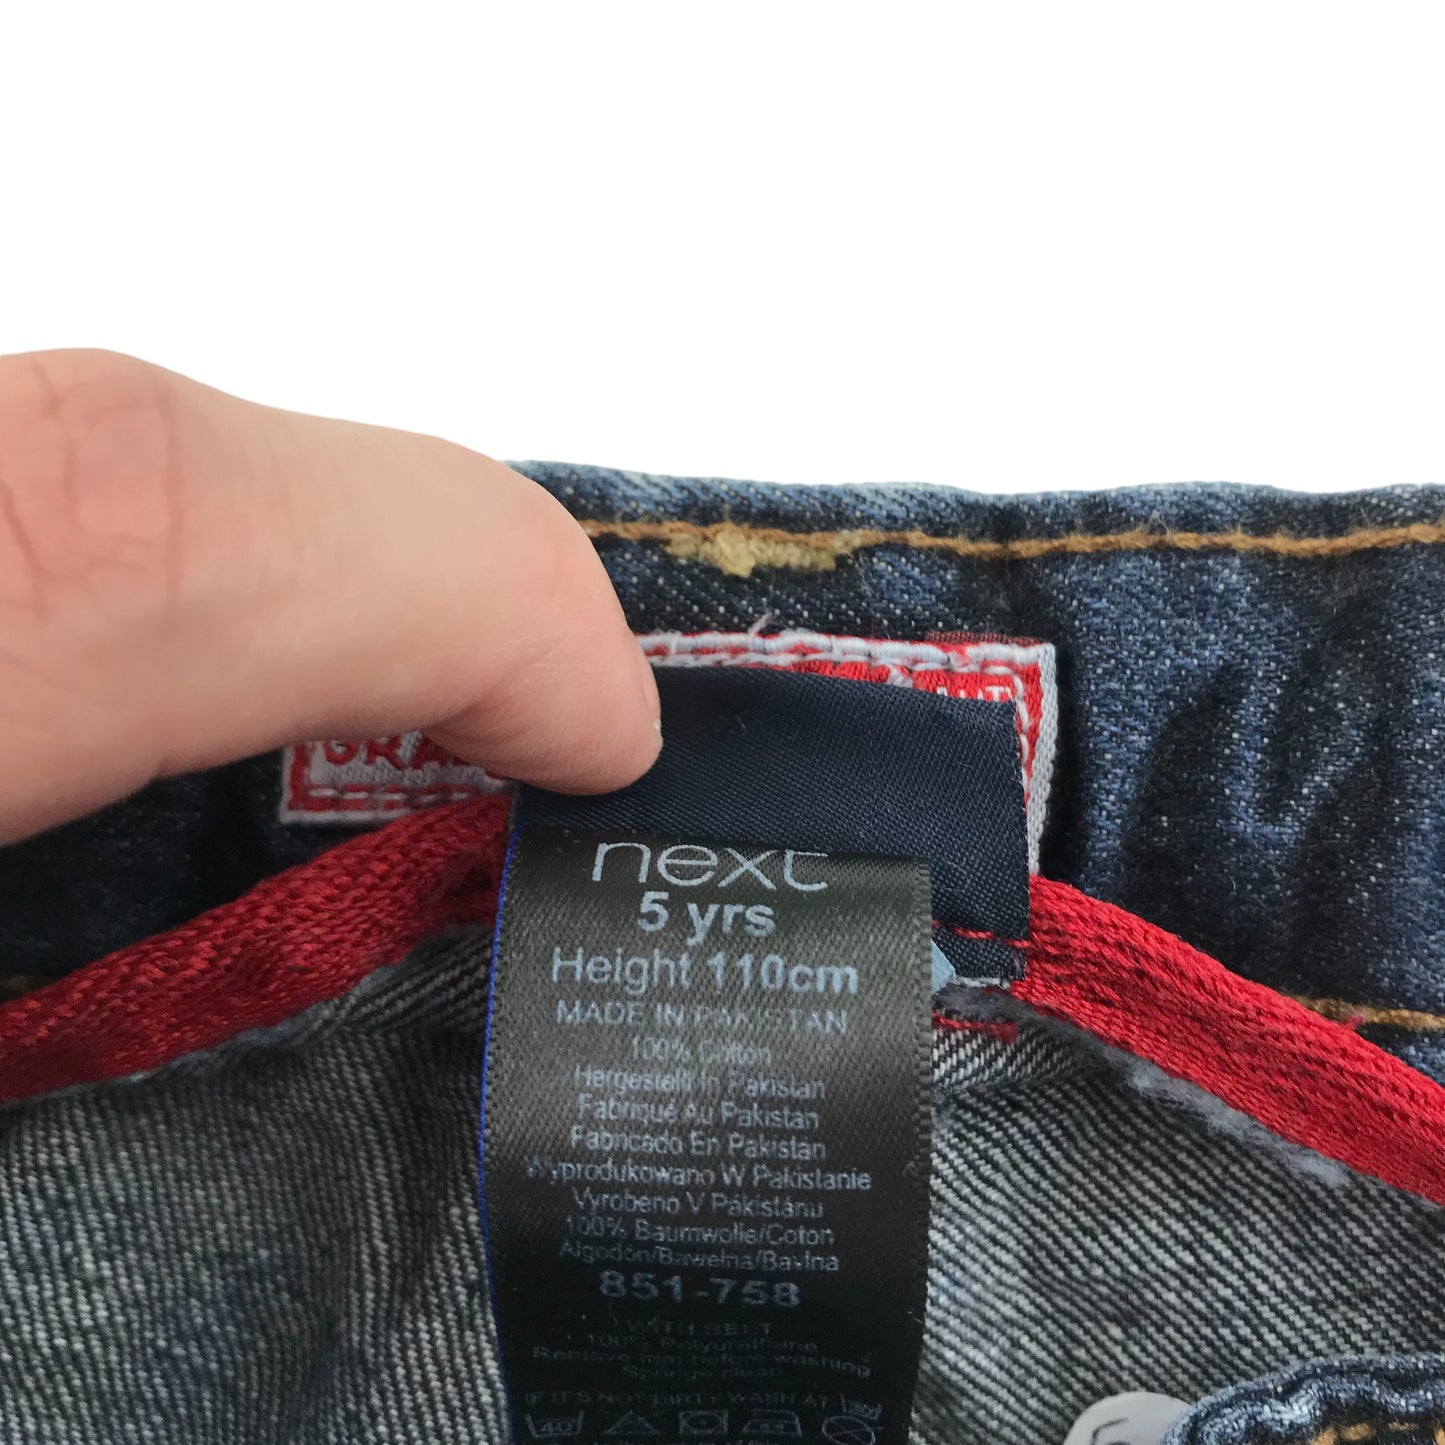 next
5 yrs
Height 110cm
MADE IN PAKISTAN
100% Cotton
Hergestellt In Pakistan
Fabriqué Au Pakistan
Fabricado En Pakistan
Wyprodukowano W Pakistanie
Vyrobeno V Pákistánu
100% Baumwolle/Coton
Algodón/Bawełna/Bavlna
851-758
WITH BELT
100% Polyurethane
Remove trim before washing
Sponge clean
IF IT'S NOT DIRTY WASH AT
40